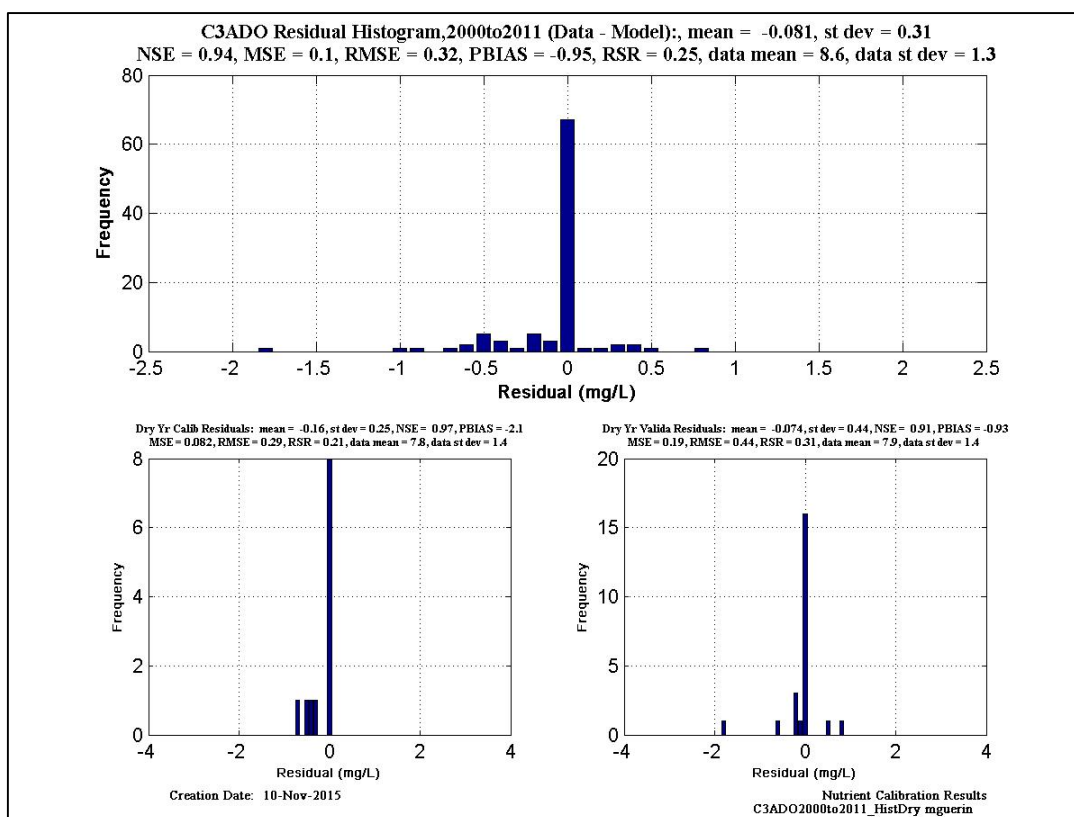 C3ADO Residual Histogram,2000to2011 (Data - Model):, mean = -0.081, st dev = 0.31
NSE = 0.94, MSE = 0.1, RMSE = 0.32, PBIAS = -0.95, RSR = 0.25, data mean = 8.6, data st dev = 1.3
80
60
40
20
0
Frequency
-2.5 -2 -1.5 -1 -0.5 0 0.5 1 1.5 2 2.5
Residual (mg/L)
Dry Yr Calib Residuals: mean = -0.16, st dev = 0.25, NSE = 0.97, PBIAS = -2.1
MSE = 0.082, RMSE = 0.29, RSR = 0.21, data mean = 7.8, data st dev = 1.4
8
6
4
2
0
Frequency
-4 -2 0 2 4
Residual (mg/L)
Dry Yr Valida Residuals: mean = -0.074, st dev = 0.44, NSE = 0.91, PBIAS = -0.93
MSE = 0.19, RMSE = 0.44, RSR = 0.31, data mean = 7.9, data st dev = 1.4
20
15
10
5
0
Frequency
-4 -2 0 2 4
Residual (mg/L)
Creation Date: 10-Nov-2015
Nutrient Calibration Results
C3ADO2000to2011_HistDry mguerin